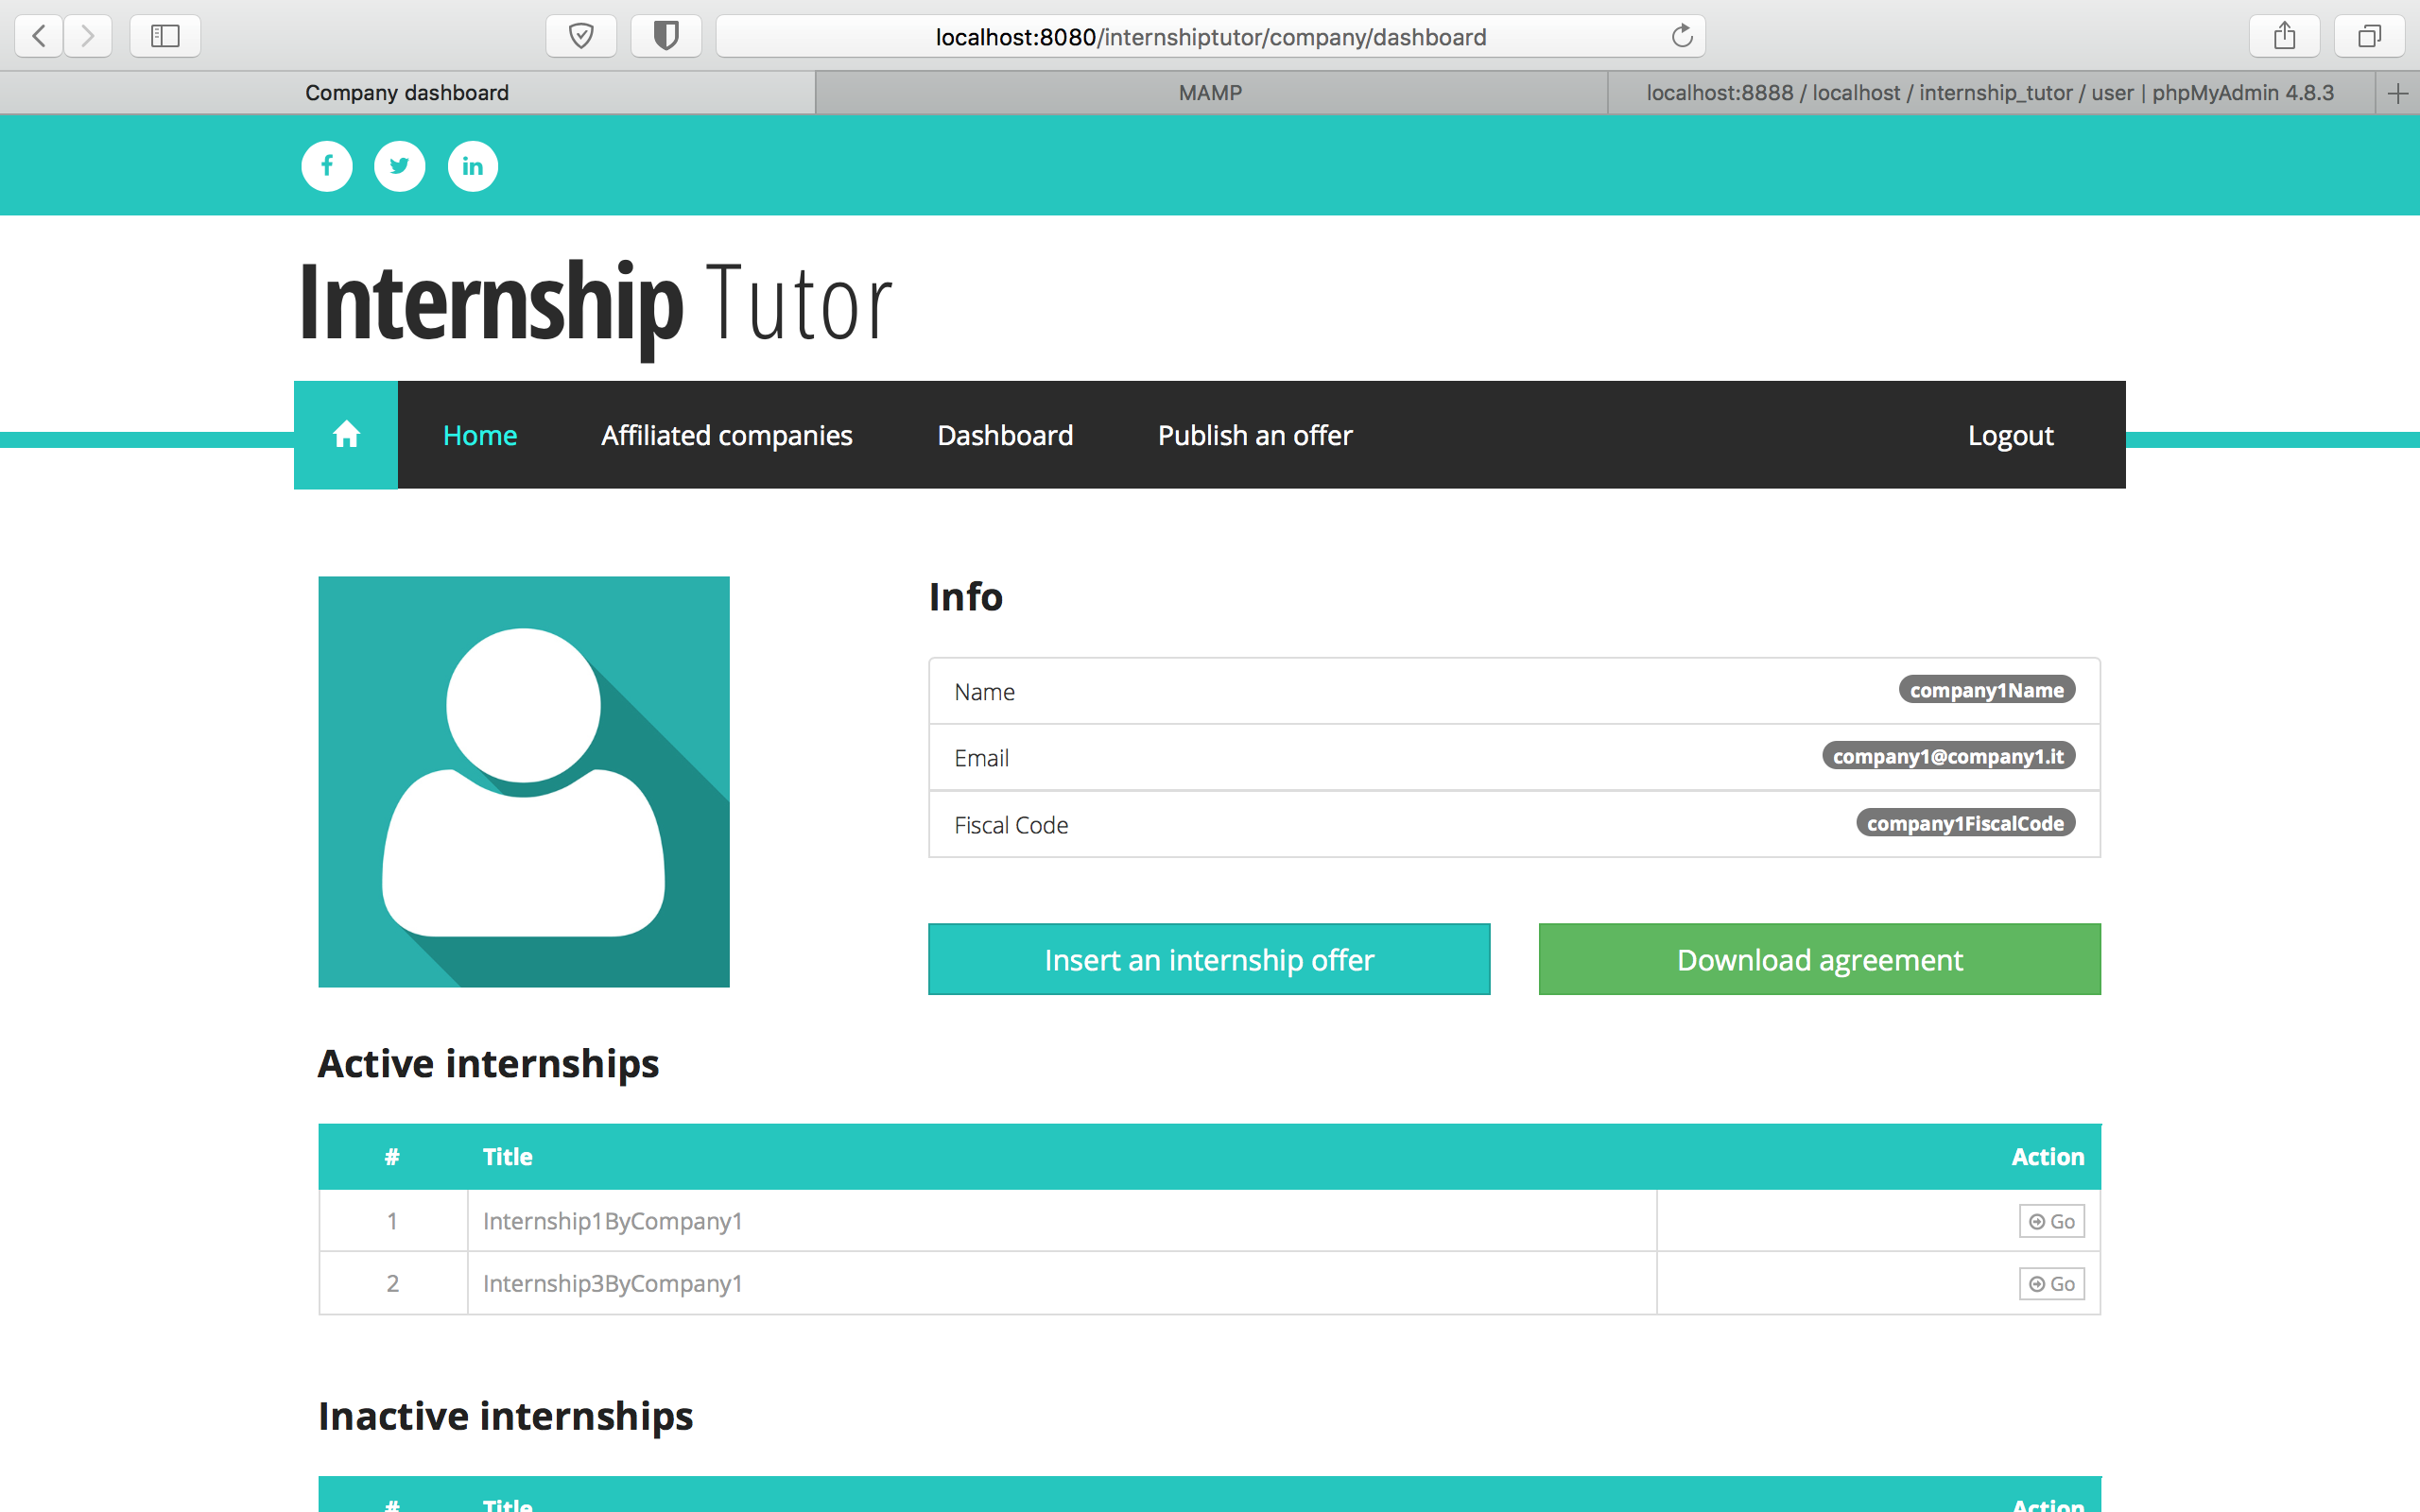 localhost:8080/internshiptutor/company/dashboard
Company dashboard
MAMP
localhost:8888 / localhost / internship_tutor / user | phpMyAdmin 4.8.3
Internship Tutor
Home
Affiliated companies
Dashboard
Publish an offer
Logout
Info
Name company1Name
Email company1@company1.it
Fiscal Code company1FiscalCode
Insert an internship offer
Download agreement
Active internships
# Title Action
1 Internship1ByCompany1 Go
2 Internship3ByCompany1 Go
Inactive internships
# Title Action